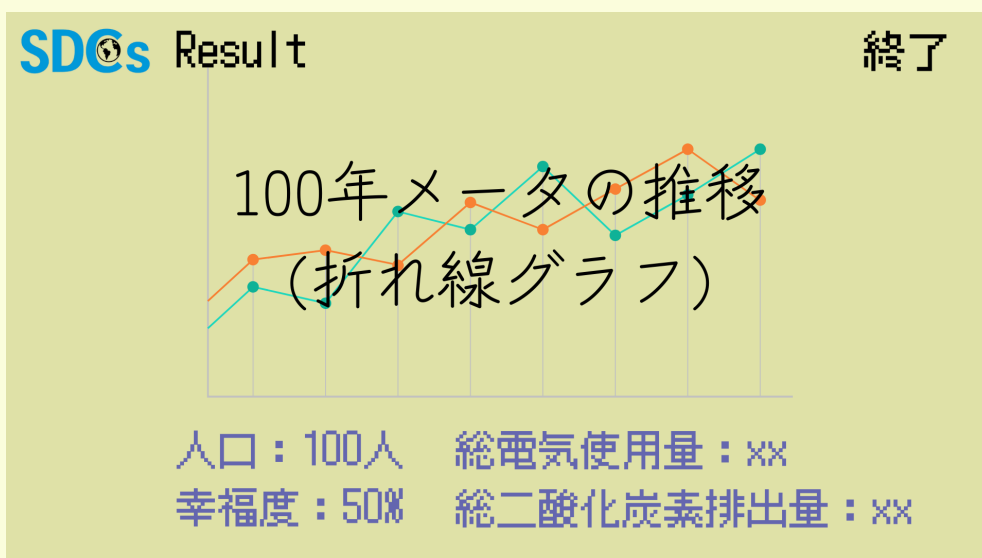 SDCs Result 終了
100年メータの推移
(折れ線グラフ)
人口：100人 総電気使用量：xx
幸福度：50% 総二酸化炭素排出量：xx